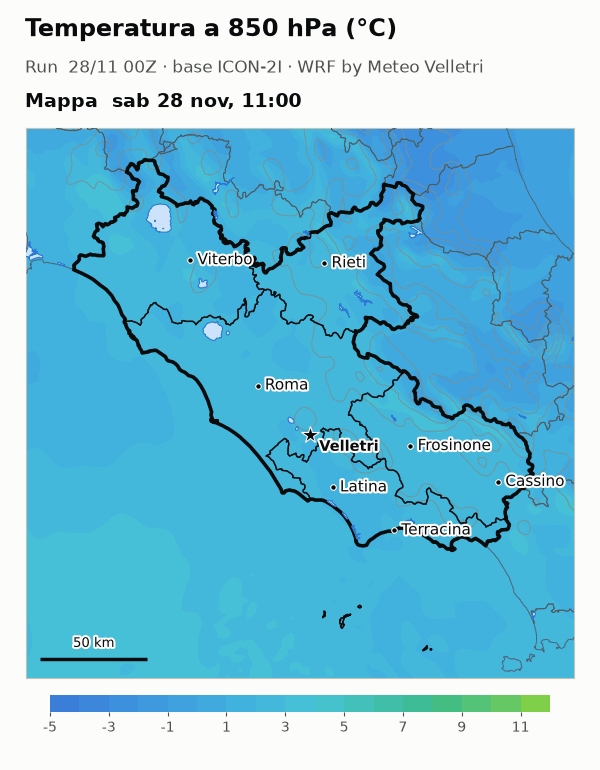 Temperatura a 850 hPa (°C)
Run  28/11 00Z · base ICON-2I · WRF by Meteo Velletri
Mappa  sab 28 nov, 11:00
Viterbo
Rieti
Roma
Velletri
Frosinone
Latina
Cassino
Terracina
50 km
-5 -3 -1 1 3 5 7 9 11